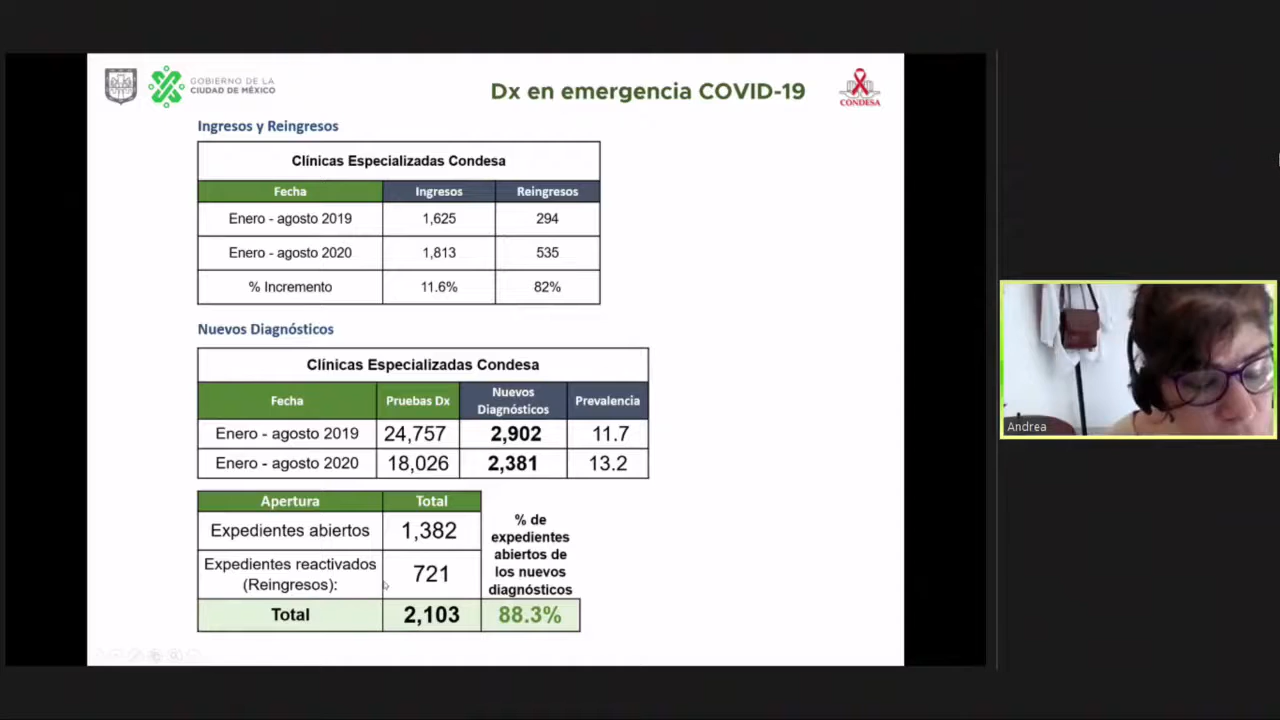 GOBIERNO DE LA
CIUDAD DE MÉXICO
Dx en emergencia COVID-19
CONDESA
Ingresos y Reingresos
Clínicas Especializadas Condesa
Fecha Ingresos Reingresos
Enero - agosto 2019 1,625 294
Enero - agosto 2020 1,813 535
% Incremento 11.6% 82%
Nuevos Diagnósticos
Clínicas Especializadas Condesa
Fecha Pruebas Dx Nuevos Diagnósticos Prevalencia
Enero - agosto 2019 24,757 2,902 11.7
Enero - agosto 2020 18,026 2,381 13.2
Apertura Total
Expedientes abiertos 1,382
Expedientes reactivados
(Reingresos): 721
Total 2,103
% de
expedientes
abiertos de
los nuevos
diagnósticos
88.3%
Andrea